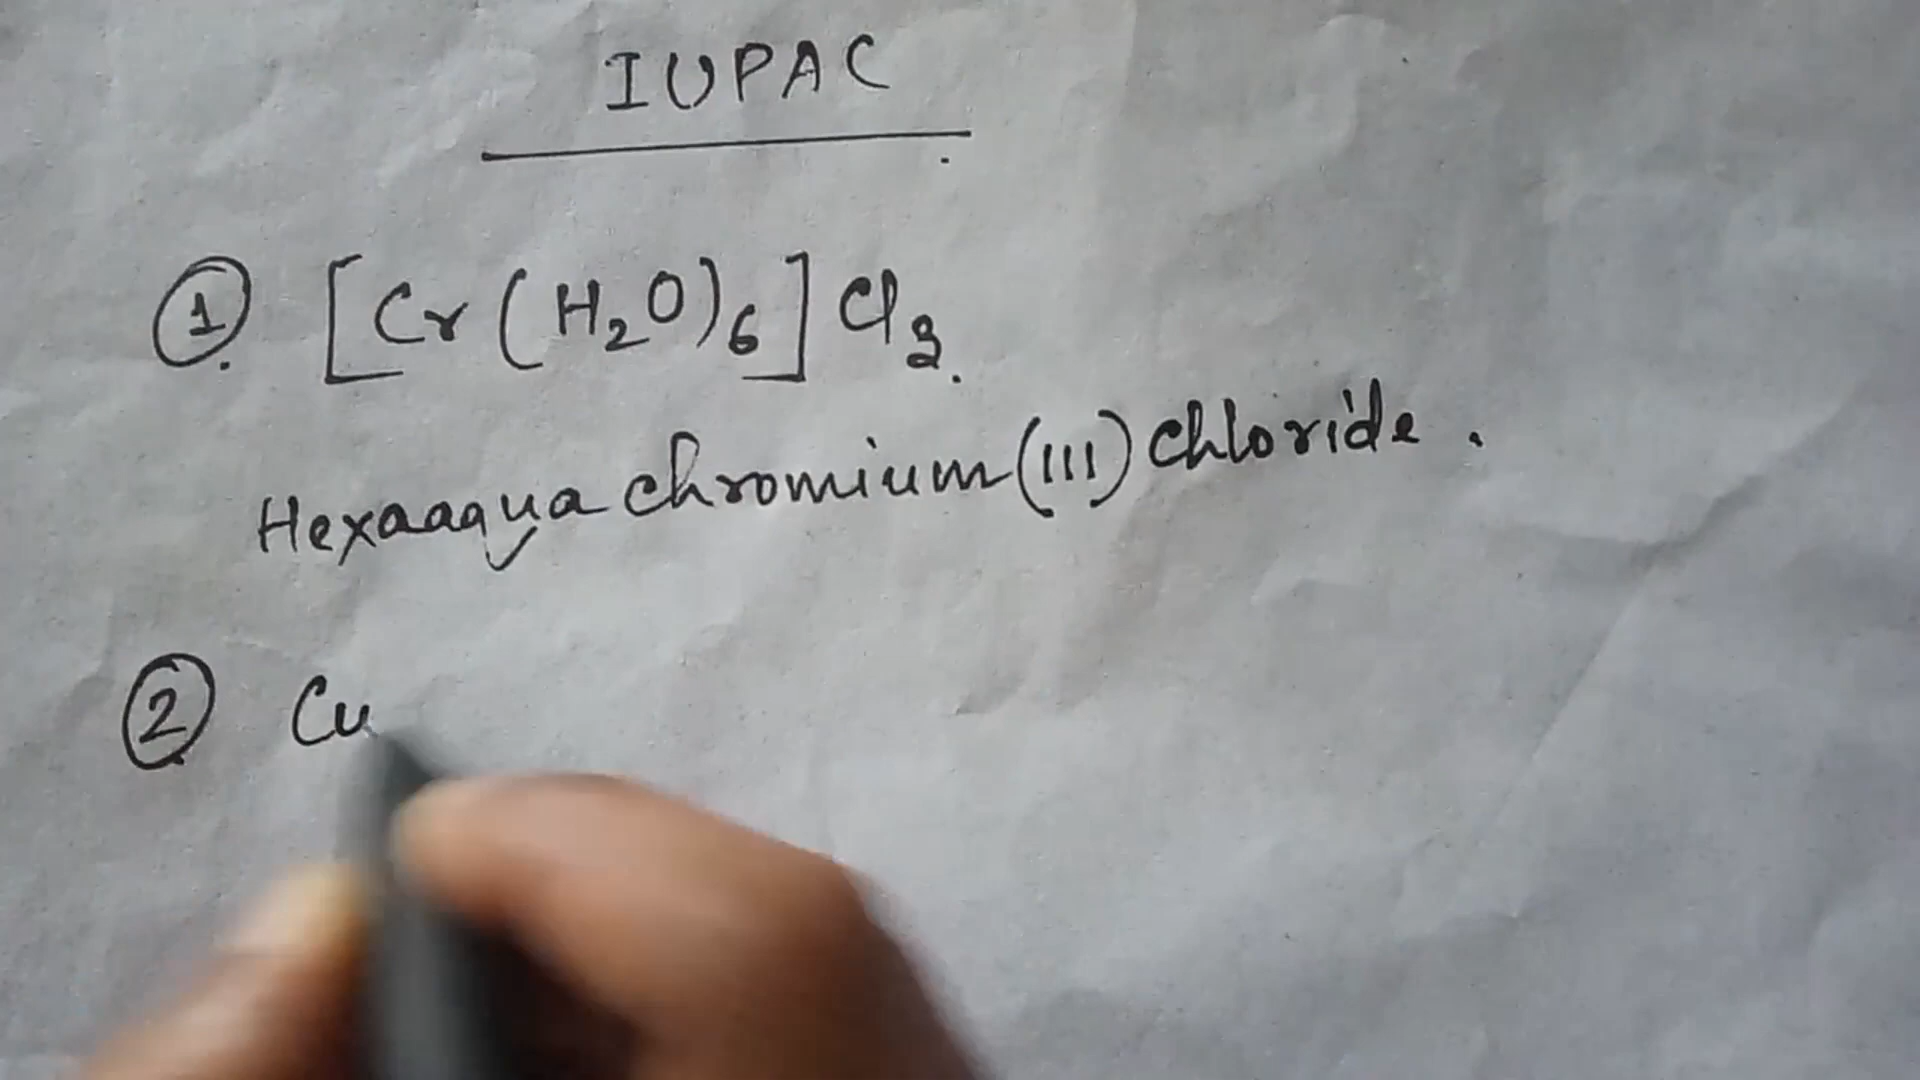 IUPAC
① [Cr(H₂O)₆]Cl₃.
Hexaaqua chromium(III) chloride.
② Cu